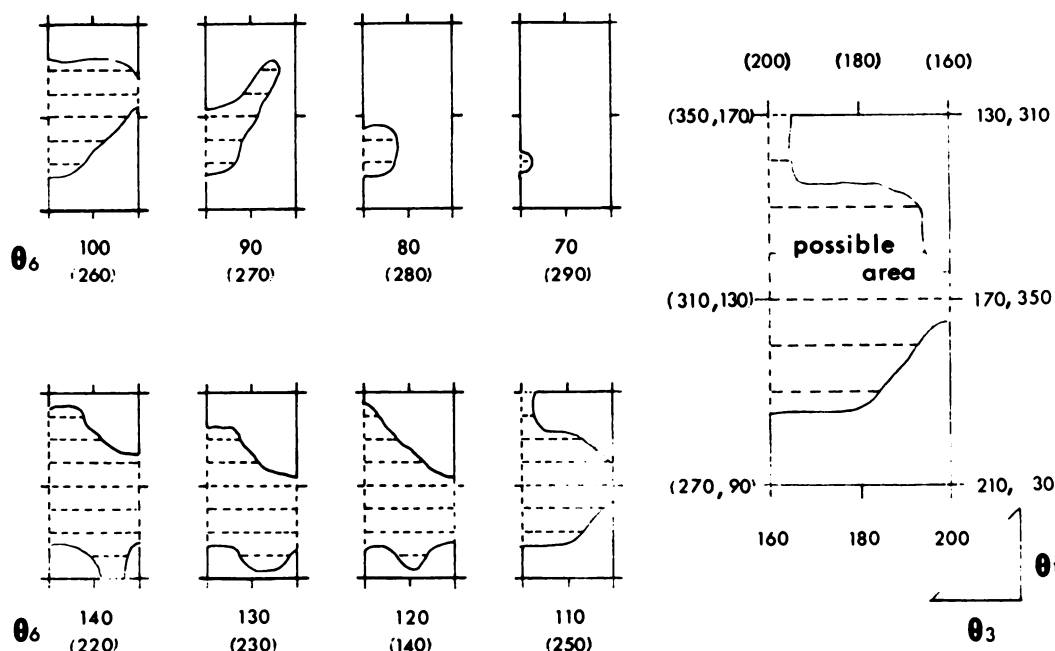 100 90 80 70
θ6 (260) (270) (280) (290)
140 130 120 110
θ6 (220) (230) (140) (250)
(200) (180) (160)
(350,170) 130, 310
possible
area
(310,130) 170, 350
(270,90) 210, 30
160 180 200
θ
θ3